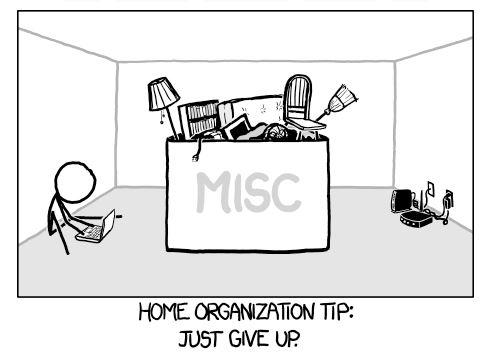 MISC
HOME ORGANIZATION TIP:
JUST GIVE UP.